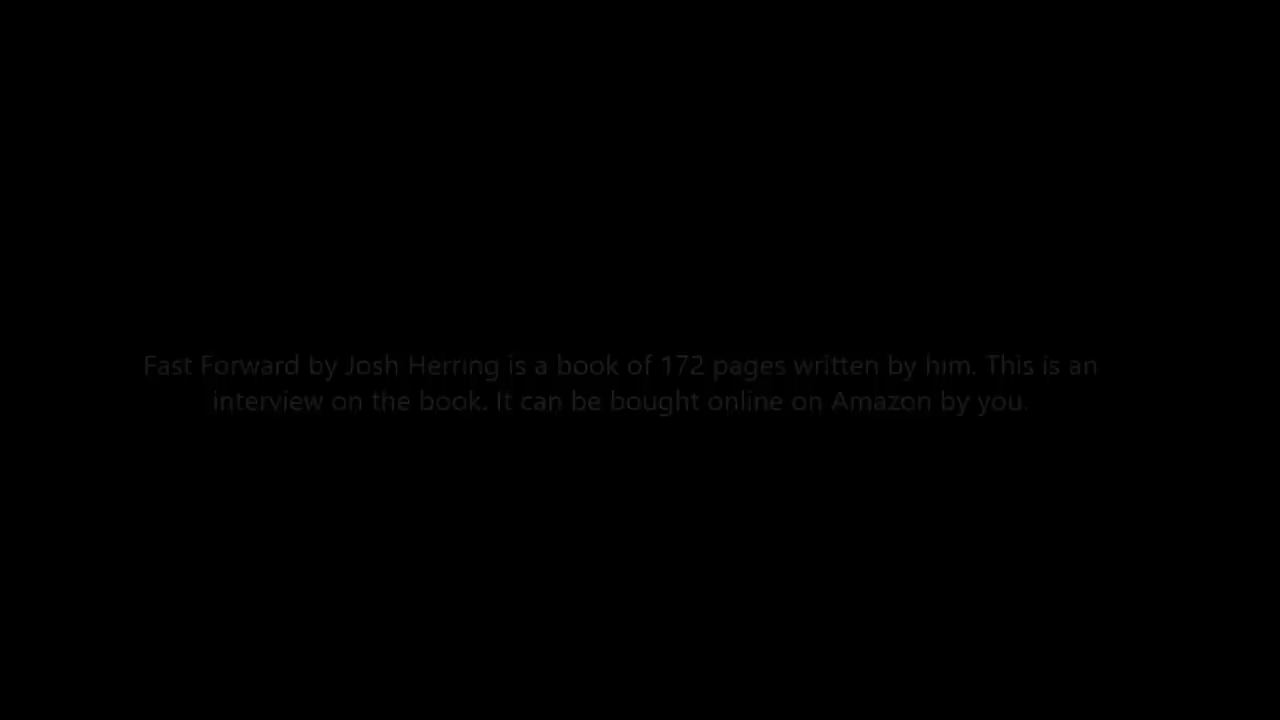 Fast Forward by Josh Herring is a book of 172 pages written by him. This is an
interview on the book. It can be bought online on Amazon by you.